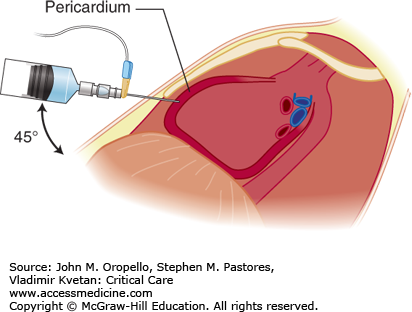 Pericardium
45°
Source: John M. Oropello, Stephen M. Pastores,
Vladimir Kvetan: Critical Care
www.accessmedicine.com
Copyright © McGraw-Hill Education. All rights reserved.